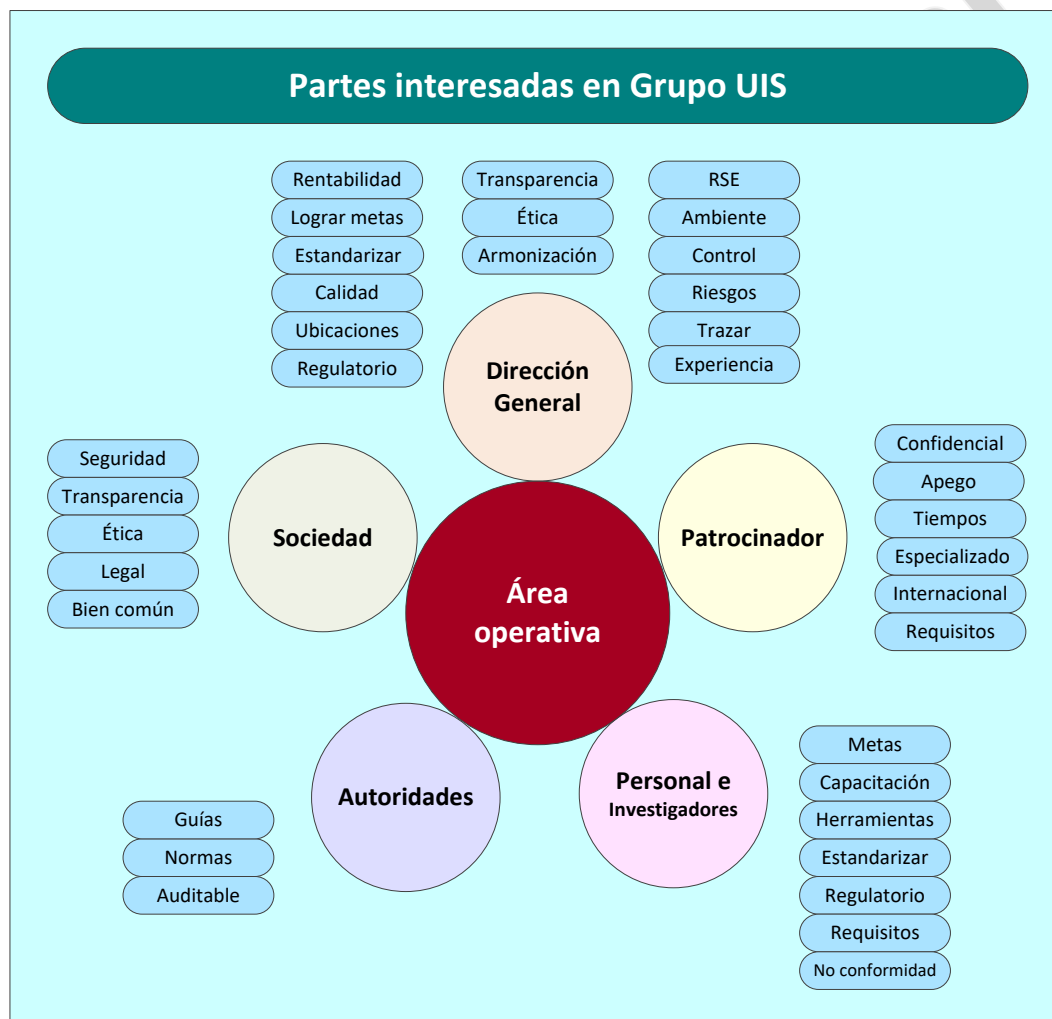 Partes interesadas en Grupo UIS
Rentabilidad
Lograr metas
Estandarizar
Calidad
Ubicaciones
Regulatorio
Transparencia
Ética
Armonización
RSE
Ambiente
Control
Riesgos
Trazar
Experiencia
Dirección
General
Seguridad
Transparencia
Ética
Legal
Bien común
Sociedad
Patrocinador
Confidencial
Apego
Tiempos
Especializado
Internacional
Requisitos
Área
operativa
Autoridades
Guías
Normas
Auditable
Personal e
Investigadores
Metas
Capacitación
Herramientas
Estandarizar
Regulatorio
Requisitos
No conformidad